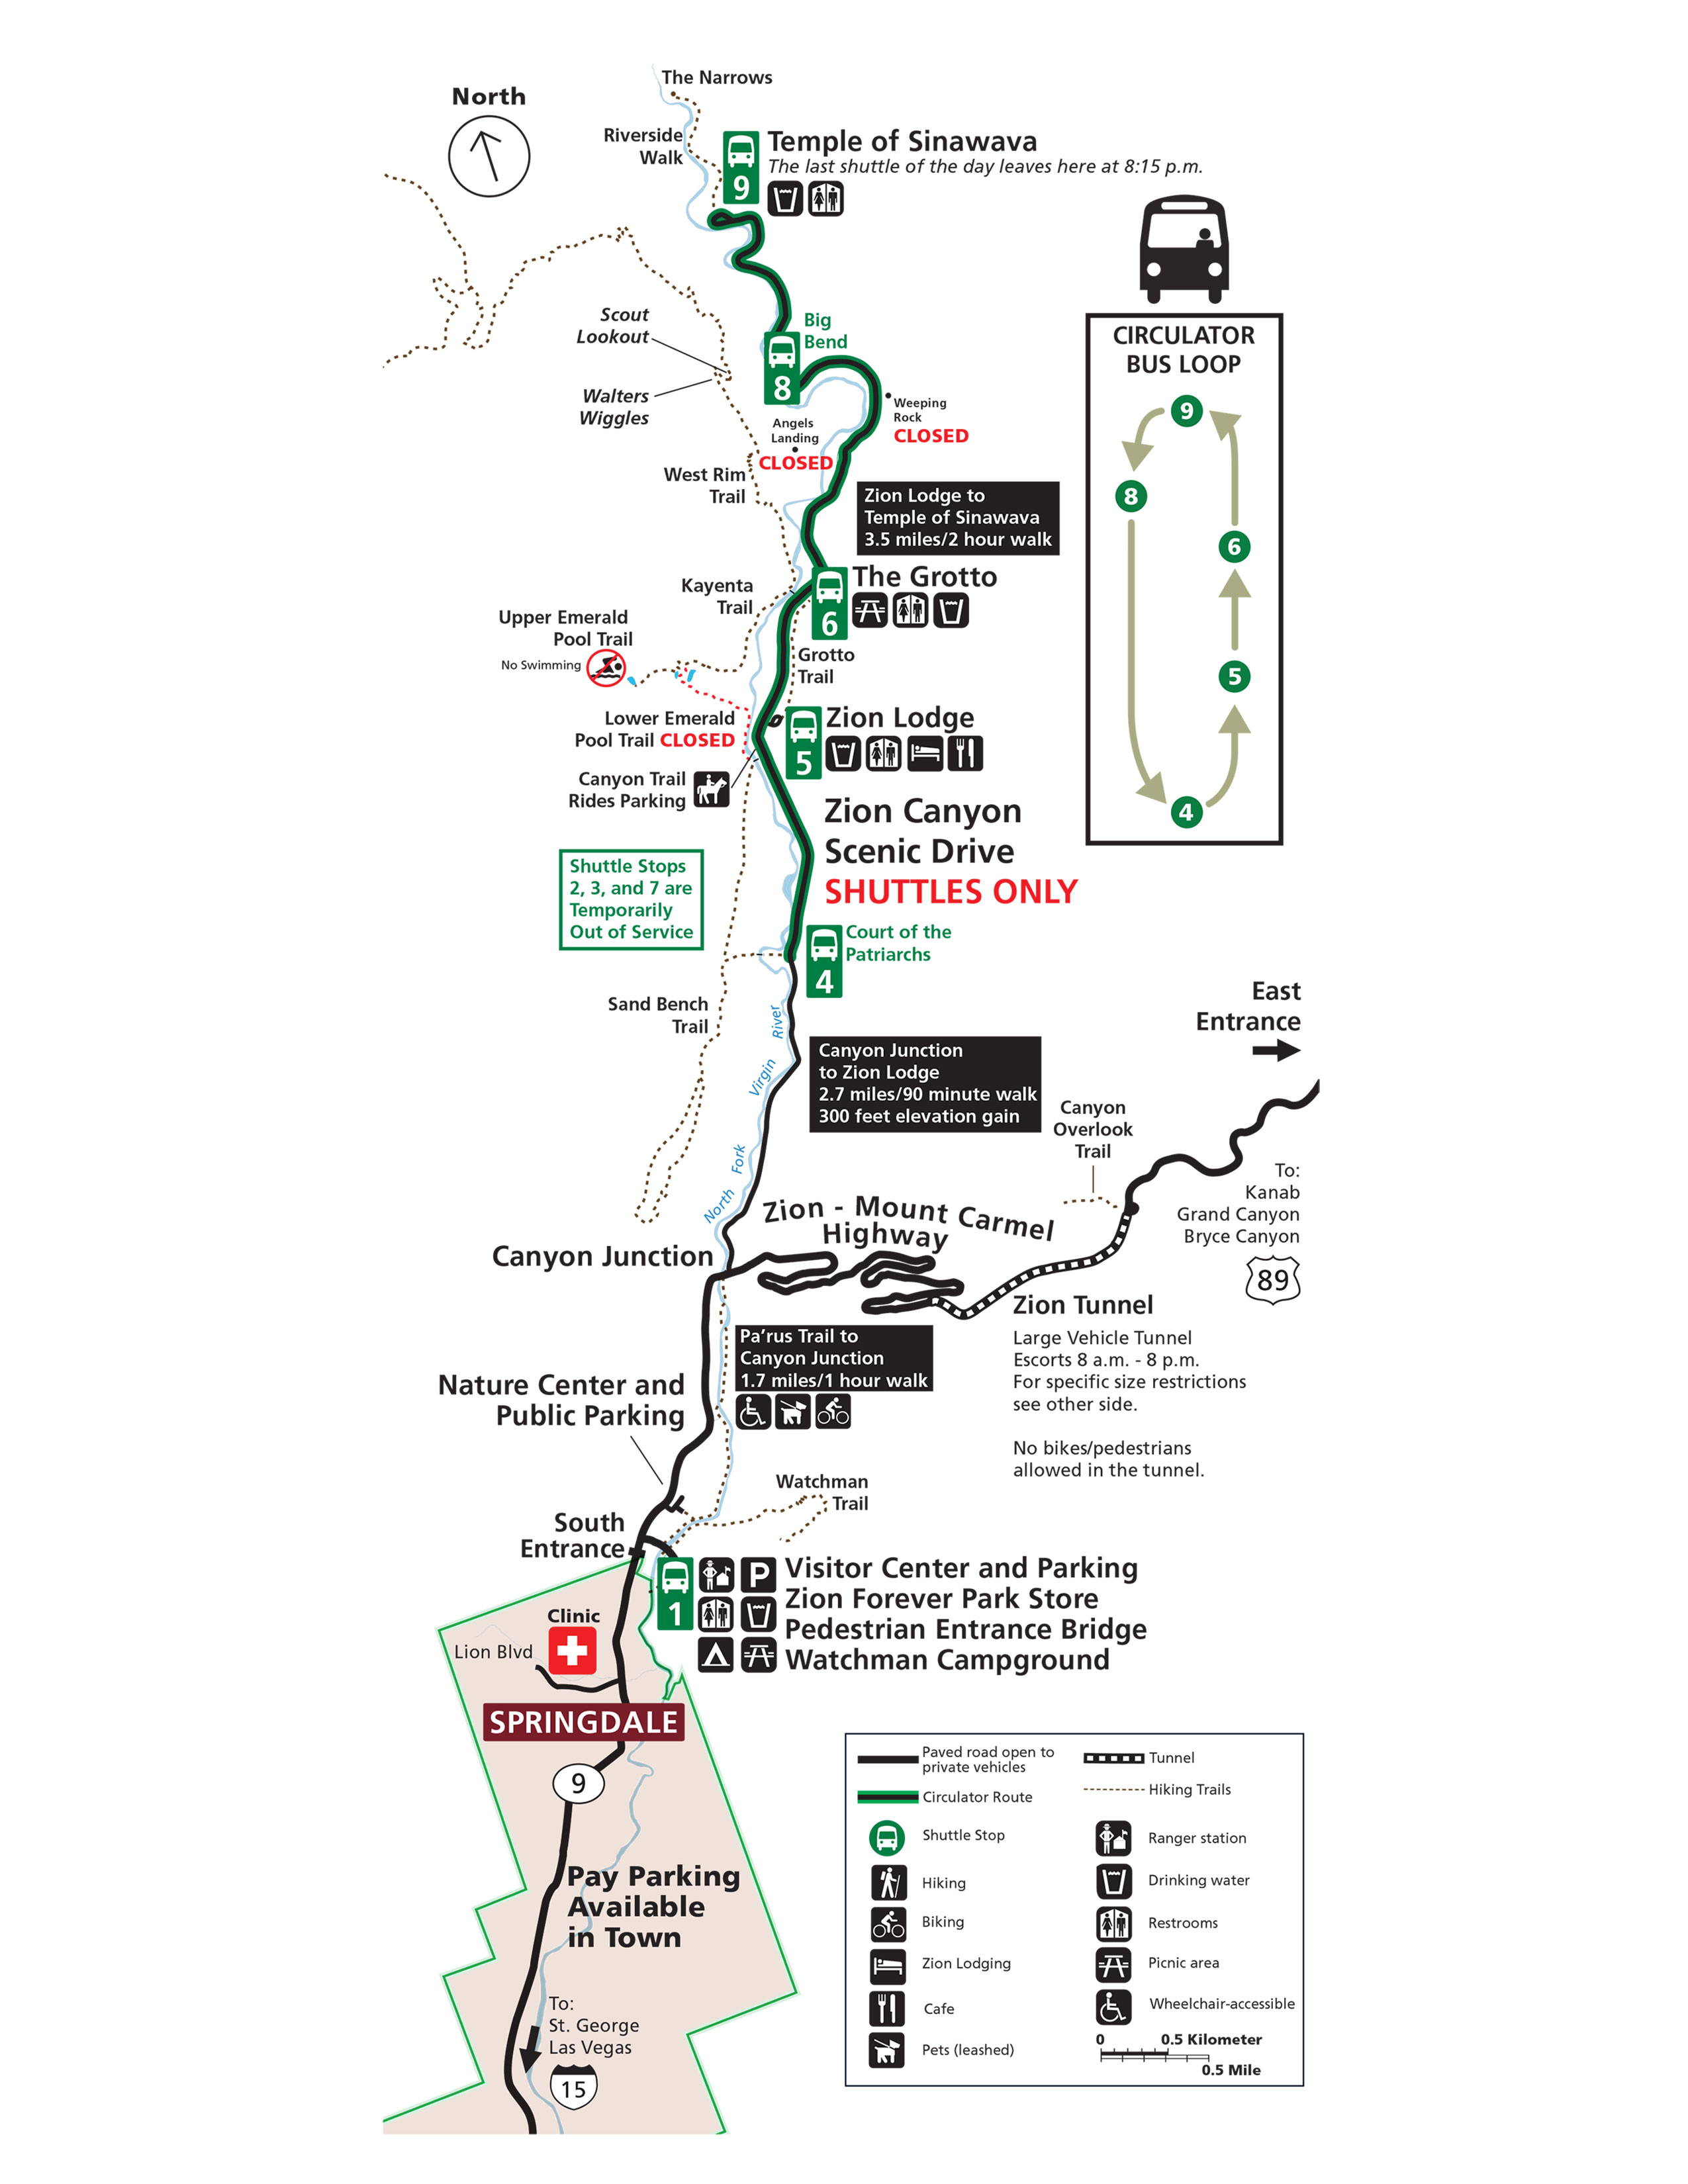 The Narrows
North
Riverside
Walk
9
Temple of Sinawava
The last shuttle of the day leaves here at 8:15 p.m.
Scout
Lookout
Walters
Wiggles
8
Big
Bend
Weeping
Rock
CLOSED
Angels
Landing
CLOSED
West Rim
Trail
Zion Lodge to
Temple of Sinawava
3.5 miles/2 hour walk
CIRCULATOR
BUS LOOP
9
8
6
5
4
Kayenta
Trail
6
The Grotto
Upper Emerald
Pool Trail
No Swimming
Grotto
Trail
Lower Emerald
Pool Trail CLOSED
5
Zion Lodge
Canyon Trail
Rides Parking
Zion Canyon
Scenic Drive
SHUTTLES ONLY
Shuttle Stops
2, 3, and 7 are
Temporarily
Out of Service
4
Court of the
Patriarchs
Sand Bench
Trail
North Fork Virgin River
Canyon Junction
to Zion Lodge
2.7 miles/90 minute walk
300 feet elevation gain
East
Entrance
Canyon
Overlook
Trail
To:
Kanab
Grand Canyon
Bryce Canyon
89
Zion - Mount Carmel
Highway
Canyon Junction
Zion Tunnel
Large Vehicle Tunnel
Escorts 8 a.m. - 8 p.m.
For specific size restrictions
see other side.
No bikes/pedestrians
allowed in the tunnel.
Pa’rus Trail to
Canyon Junction
1.7 miles/1 hour walk
Nature Center and
Public Parking
Watchman
Trail
South
Entrance
1
P
Visitor Center and Parking
Zion Forever Park Store
Pedestrian Entrance Bridge
Watchman Campground
Clinic
Lion Blvd
SPRINGDALE
9
Pay Parking
Available
in Town
To:
St. George
Las Vegas
15
Paved road open to
private vehicles
Circulator Route
Shuttle Stop
Hiking
Biking
Zion Lodging
Cafe
Pets (leashed)
Tunnel
Hiking Trails
Ranger station
Drinking water
Restrooms
Picnic area
Wheelchair-accessible
0 0.5 Kilometer
0.5 Mile